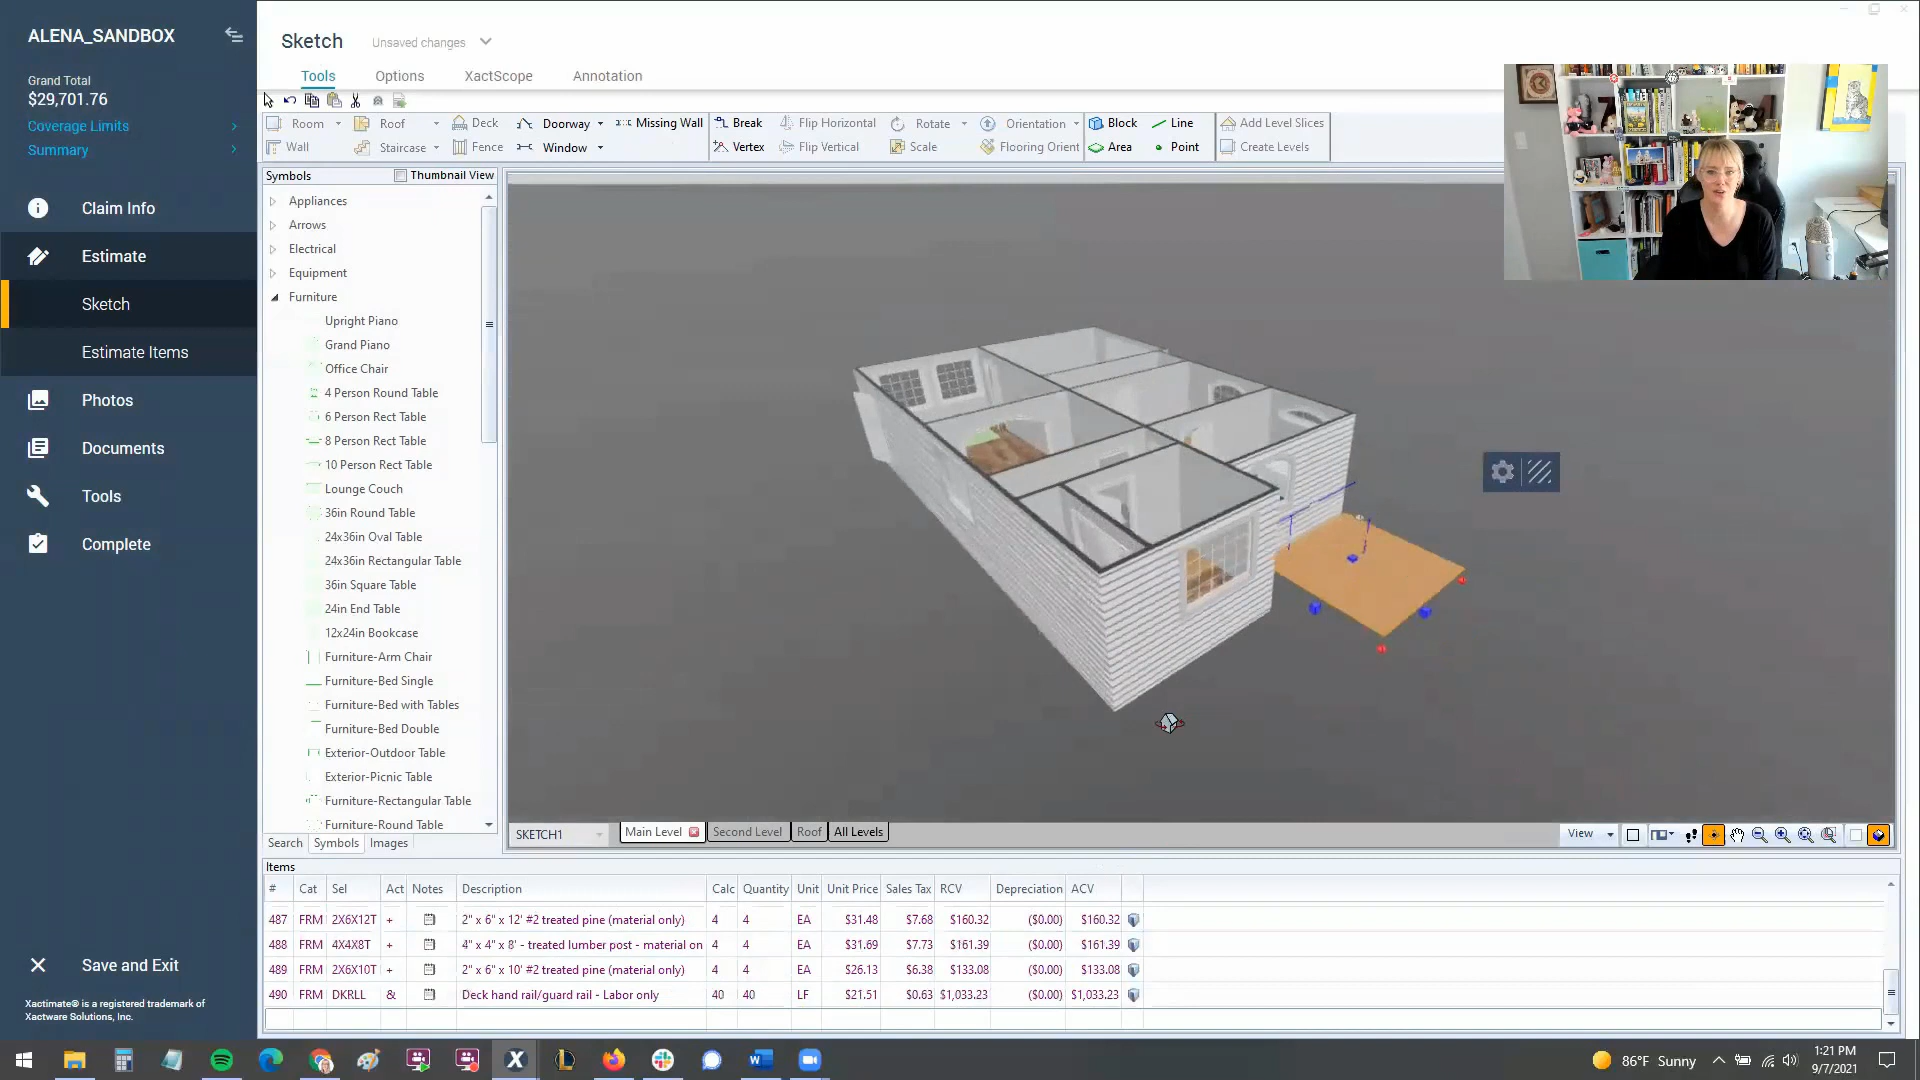 ALENA_SANDBOX
Grand Total
$29,701.76
Coverage Limits
Summary
Claim Info
Estimate
Sketch
Estimate Items
Photos
Documents
Tools
Complete
Save and Exit
Xactimate® is a registered trademark of
Xactware Solutions, Inc.
Sketch Unsaved changes
Tools Options XactScope Annotation
Room Roof Deck Doorway Missing Wall Break Flip Horizontal Rotate Orientation Block Line Add Level Slices
Wall Staircase Fence Window Vertex Flip Vertical Scale Flooring Orient Area Point Create Levels
Symbols Thumbnail View
Appliances
Arrows
Electrical
Equipment
Furniture
Upright Piano
Grand Piano
Office Chair
4 Person Round Table
6 Person Rect Table
8 Person Rect Table
10 Person Rect Table
Lounge Couch
36in Round Table
24x36in Oval Table
24x36in Rectangular Table
36in Square Table
24in End Table
12x24in Bookcase
Furniture-Arm Chair
Furniture-Bed Single
Furniture-Bed with Tables
Furniture-Bed Double
Exterior-Outdoor Table
Exterior-Picnic Table
Furniture-Rectangular Table
Furniture-Round Table
Search Symbols Images
SKETCH1 Main Level Second Level Roof All Levels View
Items
# Cat Sel Act Notes Description Calc Quantity Unit Unit Price Sales Tax RCV Depreciation ACV
487 FRM 2X6X12T + 2" x 6" x 12' #2 treated pine (material only) 4 4 EA $31.48 $7.68 $160.32 ($0.00) $160.32
488 FRM 4X4X8T + 4" x 4" x 8' - treated lumber post - material on 4 4 EA $31.69 $7.73 $161.39 ($0.00) $161.39
489 FRM 2X6X10T + 2" x 6" x 10' #2 treated pine (material only) 4 4 EA $26.13 $6.38 $133.08 ($0.00) $133.08
490 FRM DKRLL & Deck hand rail/guard rail - Labor only 40 40 LF $21.51 $0.63 $1,033.23 ($0.00) $1,033.23
86°F Sunny
1:21 PM
9/7/2021